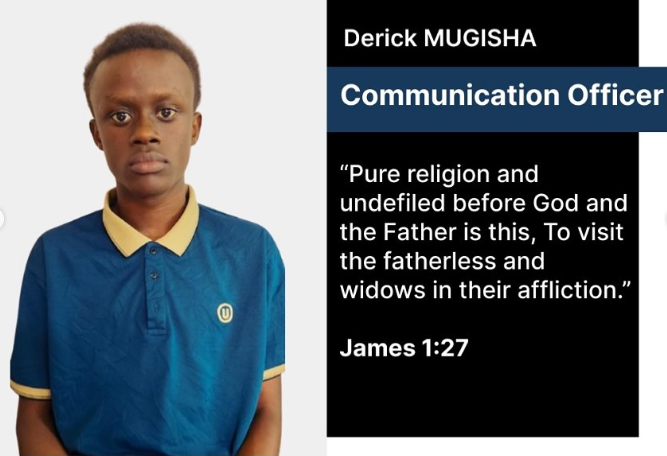 Derick MUGISHA
Communication Officer
“Pure religion and
undefiled before God and
the Father is this, To visit
the fatherless and
widows in their affliction.”
James 1:27
U